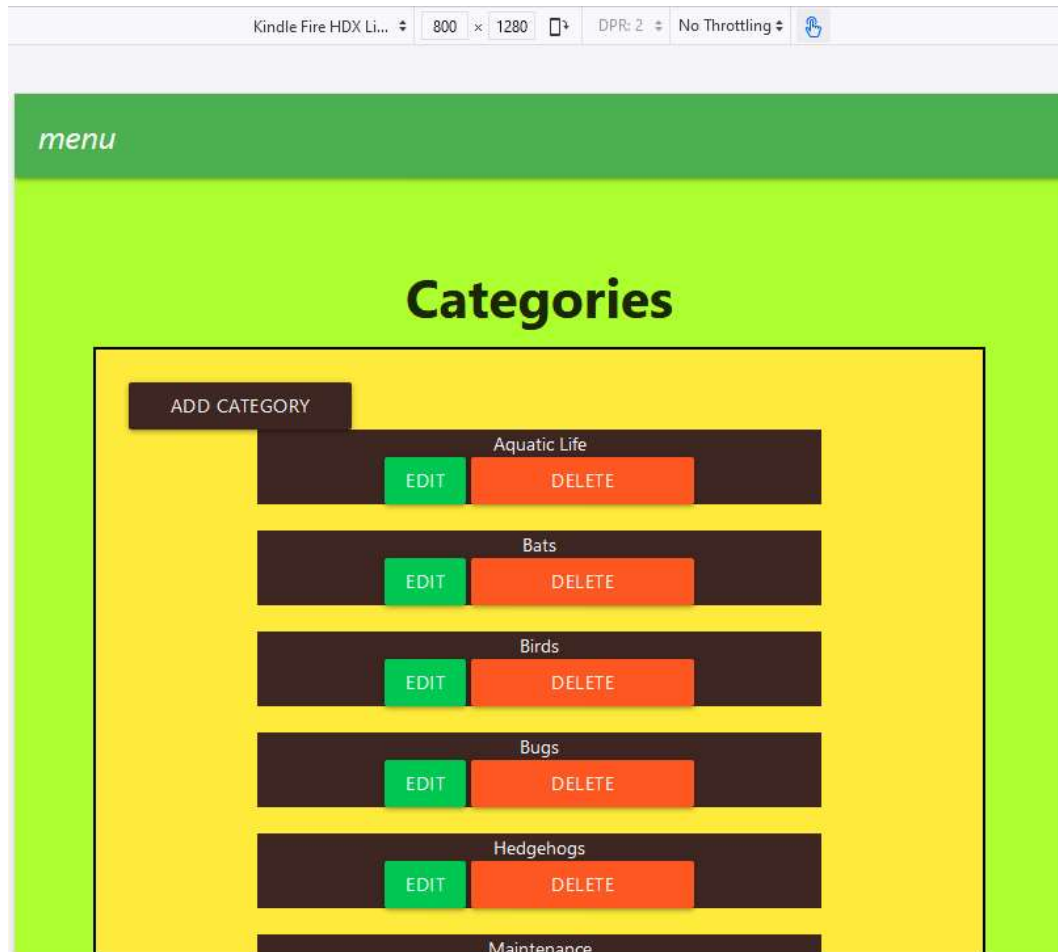 Kindle Fire HDX Li... 800 × 1280 DPR: 2 No Throttling
menu
Categories
ADD CATEGORY
Aquatic Life
EDIT DELETE
Bats
EDIT DELETE
Birds
EDIT DELETE
Bugs
EDIT DELETE
Hedgehogs
EDIT DELETE
Maintenance